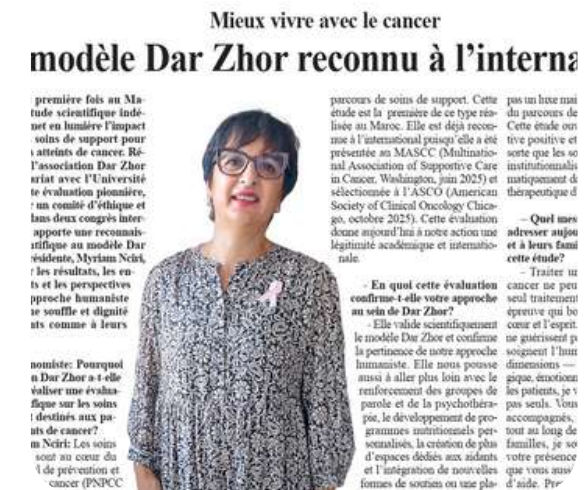 Mieux vivre avec le cancer
modèle Dar Zhor reconnu à l'interna
première fois au Ma-
tude scientifique indé-
met en lumière l'impact
soins de support pour
atteints de cancer. Ré-
l'association Dar Zhor
ariat avec l'Université
te évaluation pionnière,
un comité d'éthique et
dans deux congrès inter-
apporte une reconnais-
ntifique au modèle Dar
résidente, Myriam Nciri,
les résultats, les en-
ts et les perspectives
pproche humaniste
ne souffle et dignité
nts comme à leurs
nomiste: Pourquoi
n Dar Zhor a-t-elle
éaliser une évalua-
fique sur les soins
destinés aux pa-
nts de cancer?
m Nciri: Les soins
sont au cœur du
l de prévention et
cancer (PNPCC
parcours de soins de support. Cette
étude est la première de ce type réa-
lisée au Maroc. Elle est déjà recon-
nue à l'international puisqu'elle a été
présentée au MASCC (Multinatio-
nal Association of Supportive Care
in Cancer, Washington, juin 2025) et
sélectionnée à l'ASCO (American
Society of Clinical Oncology Chica-
go, octobre 2025). Cette évaluation
donne aujourd'hui à notre action une
légitimité académique et internatio-
nale.
- En quoi cette évaluation
confirme-t-elle votre approche
au sein de Dar Zhor?
- Elle valide scientifiquement
le modèle Dar Zhor et confirme
la pertinence de notre approche
humaniste. Elle nous pousse
aussi à aller plus loin avec le
renforcement des groupes de
parole et de la psychothéra-
pie, le développement de pro-
grammes nutritionnels per-
sonnalisés, la création de plus
d'espaces dédiés aux aidants
et l'intégration de nouvelles
formes de soutien ou une pla-
pas un luxe mai
du parcours de
Cette étude ouv
tive positive et
sorte que les so
institutionnalis
matiquement d
thérapeutique d
- Quel mes
adresser aujou
et à leurs famil
cette étude?
- Traiter un
cancer ne peu
seul traitement
épreuve qui bo
cœur et l'esprit.
ne guérissent p
soignent l'hum
dimensions —
gique, émotionn
les patients, je v
pas seuls. Vous
accompagnés,
tout au long de
familles, je so
votre présence
que vous auss
d'aide. Pre